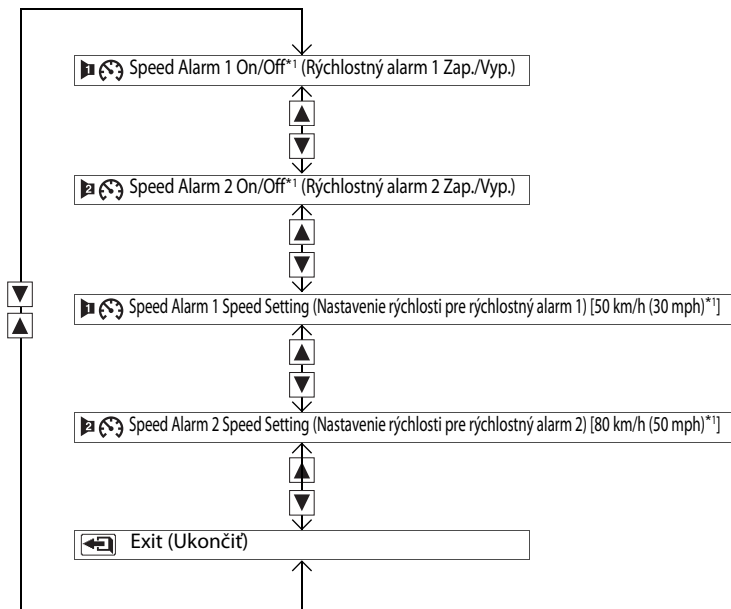 Speed Alarm 1 On/Off*1 (Rýchlostný alarm 1 Zap./Vyp.)
Speed Alarm 2 On/Off*1 (Rýchlostný alarm 2 Zap./Vyp.)
Speed Alarm 1 Speed Setting (Nastavenie rýchlosti pre rýchlostný alarm 1) [50 km/h (30 mph)*1]
Speed Alarm 2 Speed Setting (Nastavenie rýchlosti pre rýchlostný alarm 2) [80 km/h (50 mph)*1]
Exit (Ukončiť)